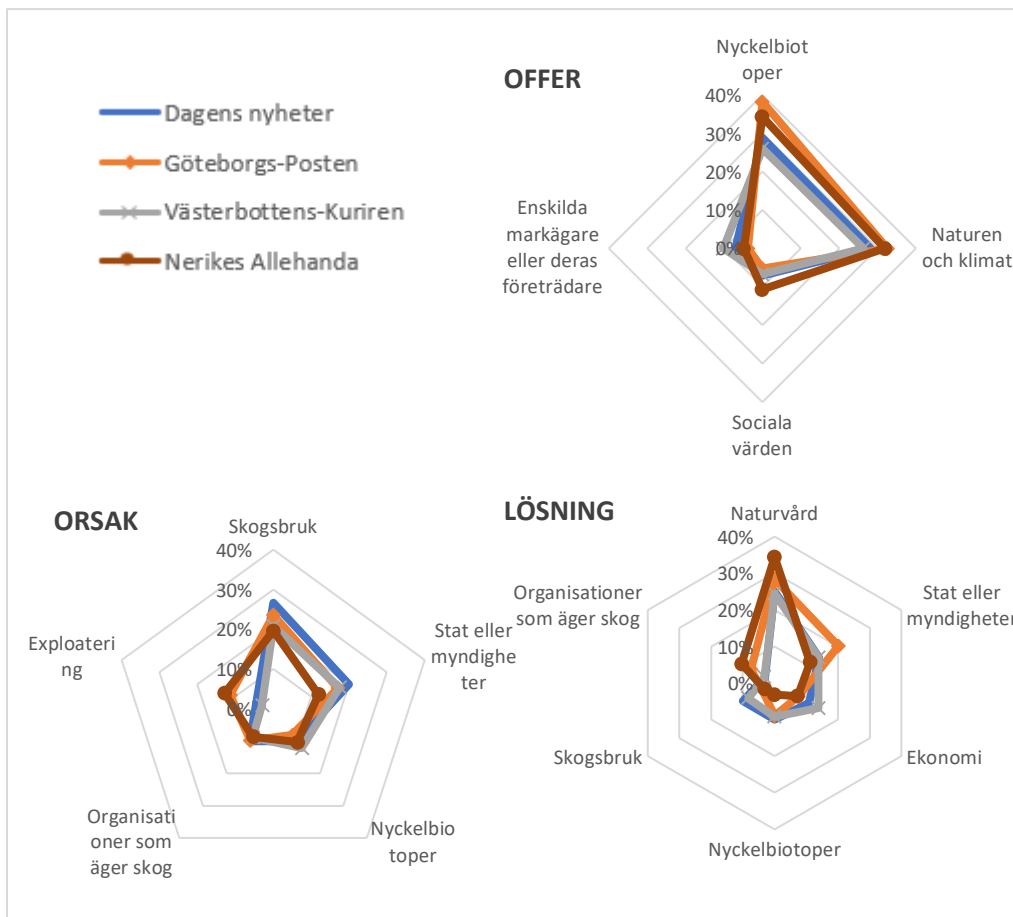 OFFER
Dagens nyheter
Göteborgs-Posten
Västerbottens-Kuriren
Nerikes Allehanda
Nyckelbiot
oper
40%
30%
20%
10%
0%
Naturen
och klimat
Sociala
värden
Enskilda
markägare
eller deras
företrädare
ORSAK
Skogsbruk
40%
30%
20%
10%
0%
Stat eller
myndighe
ter
Nyckelbio
toper
Organisati
oner som
äger skog
Exploateri
ng
LÖSNING
Naturvård
40%
30%
20%
10%
0%
Stat eller
myndigheter
Ekonomi
Nyckelbiotoper
Skogsbruk
Organisationer
som äger skog